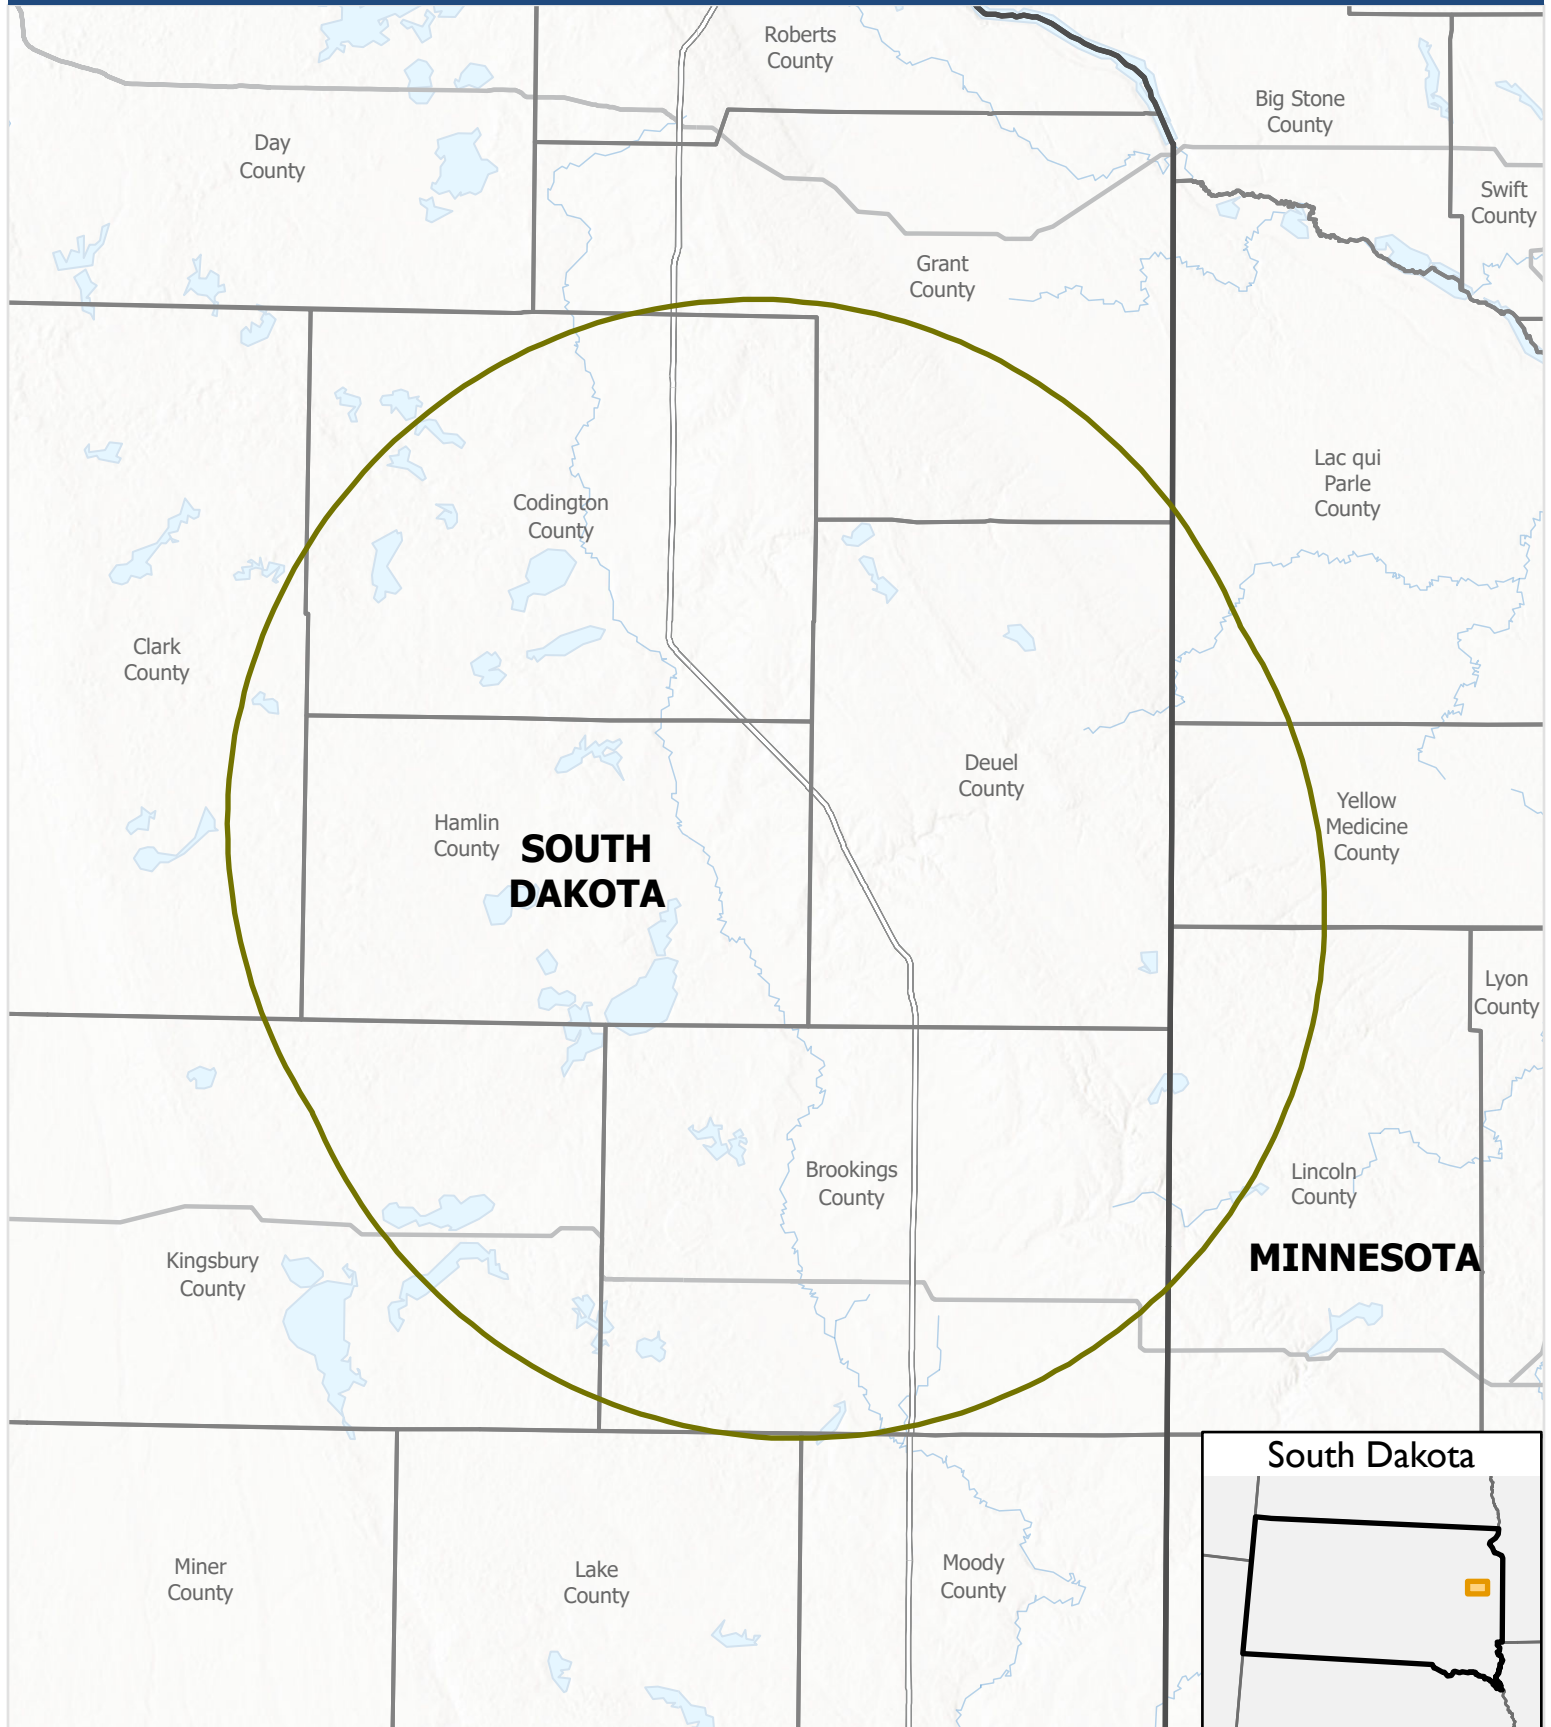 Roberts
County
Big Stone
County
Day
County
Swift
County
Grant
County
Lac qui
Parle
County
Codington
County
Clark
County
Deuel
County
Yellow
Medicine
County
Hamlin
County
SOUTH
DAKOTA
Lyon
County
Brookings
County
Lincoln
County
MINNESOTA
Kingsbury
County
South Dakota
Miner
County
Lake
County
Moody
County